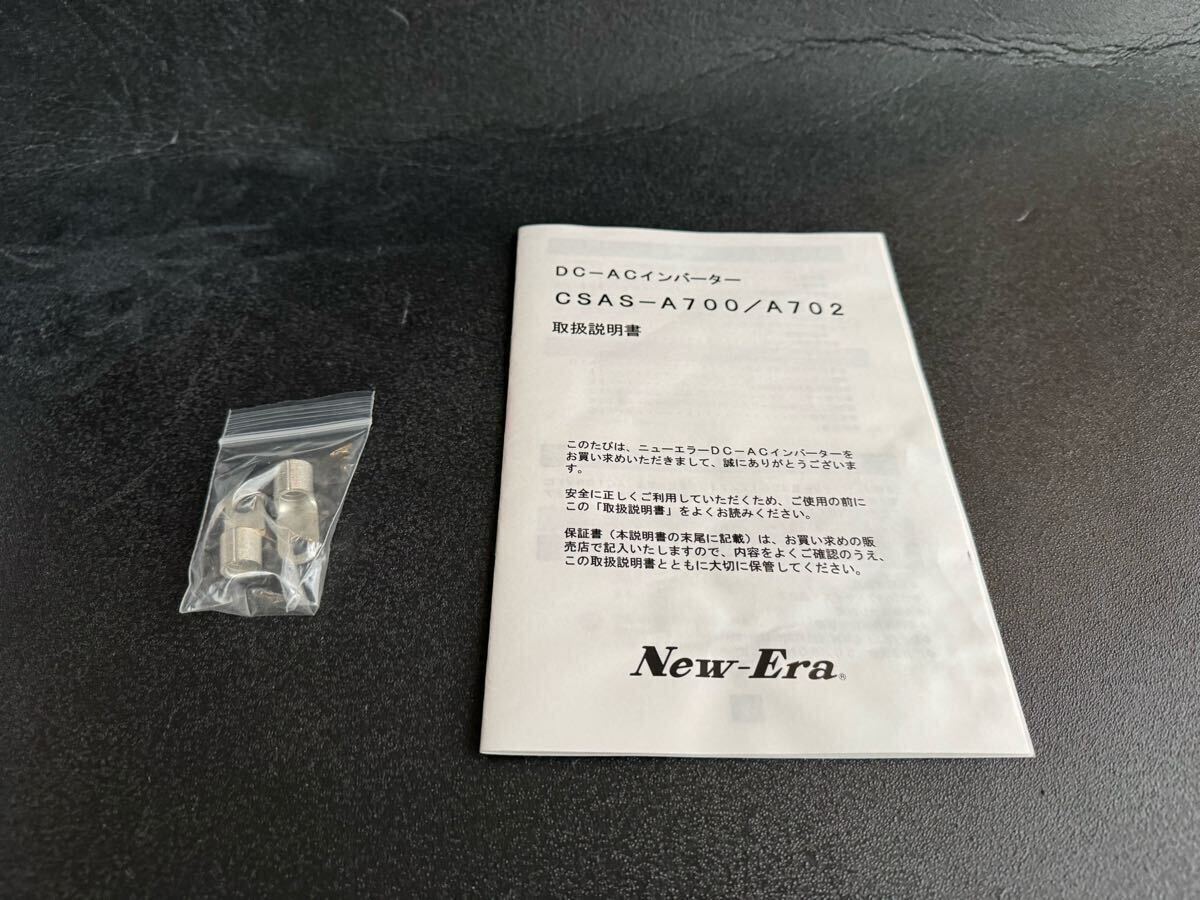 DC－ACインバーター
CSAS－A700／A702
取扱説明書
このたびは、ニューエラーDC－ACインバーターを
お買い求めいただきまして、誠にありがとうございま
す。
安全に正しくご利用していただくため、ご使用の前に
この「取扱説明書」をよくお読みください。
保証書（本説明書の末尾に記載）は、お買い求めの販
売店で記入いたしますので、内容をよくご確認のうえ、
この取扱説明書とともに大切に保管してください。
New-Era®